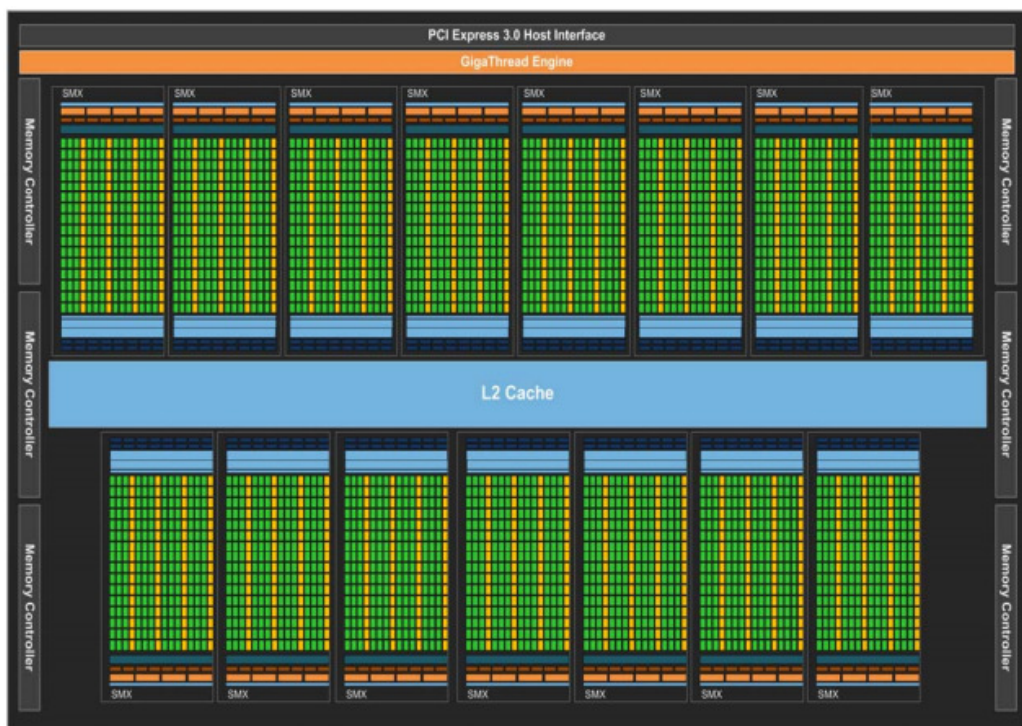 PCI Express 3.0 Host Interface
GigaThread Engine
SMX SMX SMX SMX SMX SMX SMX SMX
Memory Controller
Memory Controller
Memory Controller
Memory Controller
L2 Cache
Memory Controller
Memory Controller
SMX SMX SMX SMX SMX SMX SMX